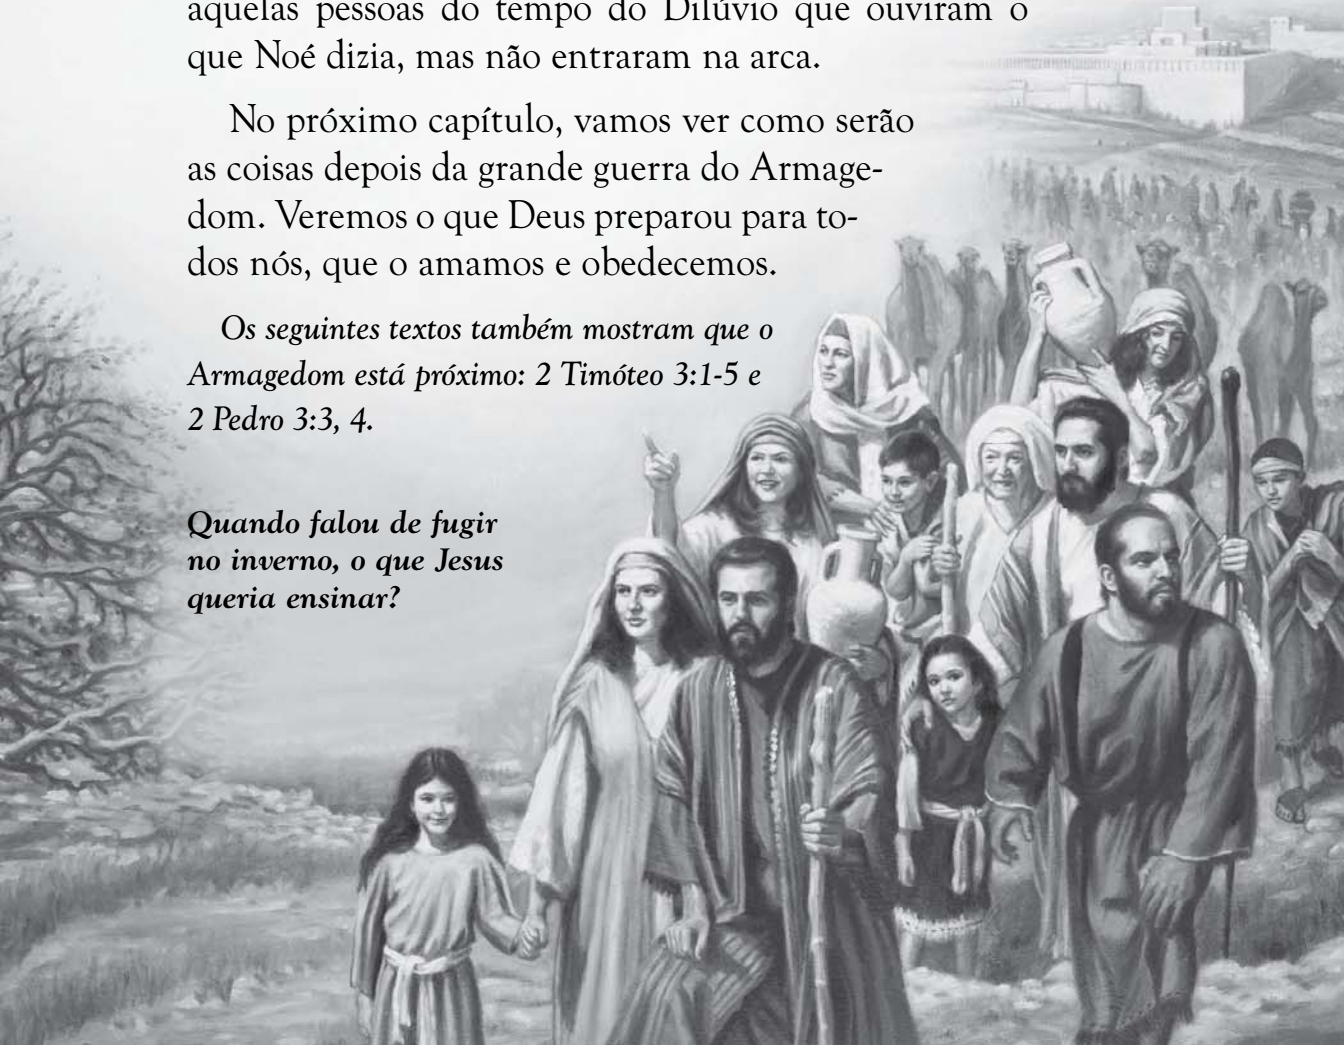 aquelas pessoas do tempo do Dilúvio que ouviram o
que Noé dizia, mas não entraram na arca.
No próximo capítulo, vamos ver como serão
as coisas depois da grande guerra do Armage-
dom. Veremos o que Deus preparou para to-
dos nós, que o amamos e obedecemos.
Os seguintes textos também mostram que o
Armagedom está próximo: 2 Timóteo 3:1-5 e
2 Pedro 3:3, 4.
Quando falou de fugir
no inverno, o que Jesus
queria ensinar?